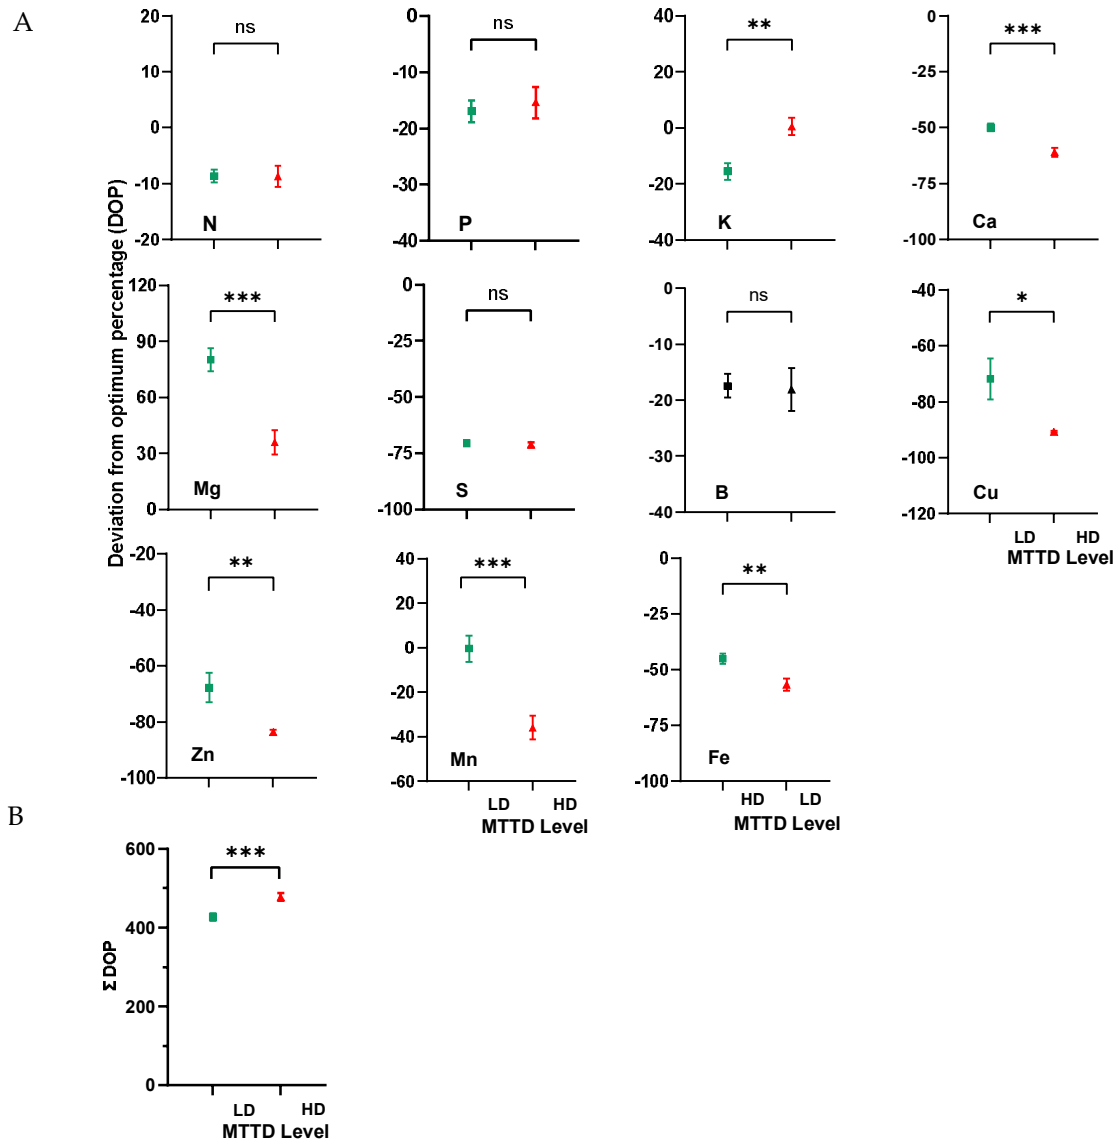 A
Deviation from optimum percentage (DOP)
20
10
0
-10
-20
ns
N
0
-10
-20
-30
-40
ns
P
40
20
0
-20
-40
**
K
0
-25
-50
-75
-100
***
Ca
120
90
60
30
0
***
Mg
0
-25
-50
-75
-100
ns
S
0
-10
-20
-30
-40
ns
B
-40
-60
-80
-100
-120
*
Cu
LD HD
MTTD Level
-20
-40
-60
-80
-100
**
Zn
40
20
0
-20
-40
-60
***
Mn
LD HD
MTTD Level
0
-25
-50
-75
-100
**
Fe
HD LD
MTTD Level
B
Σ DOP
600
400
200
0
***
LD HD
MTTD Level